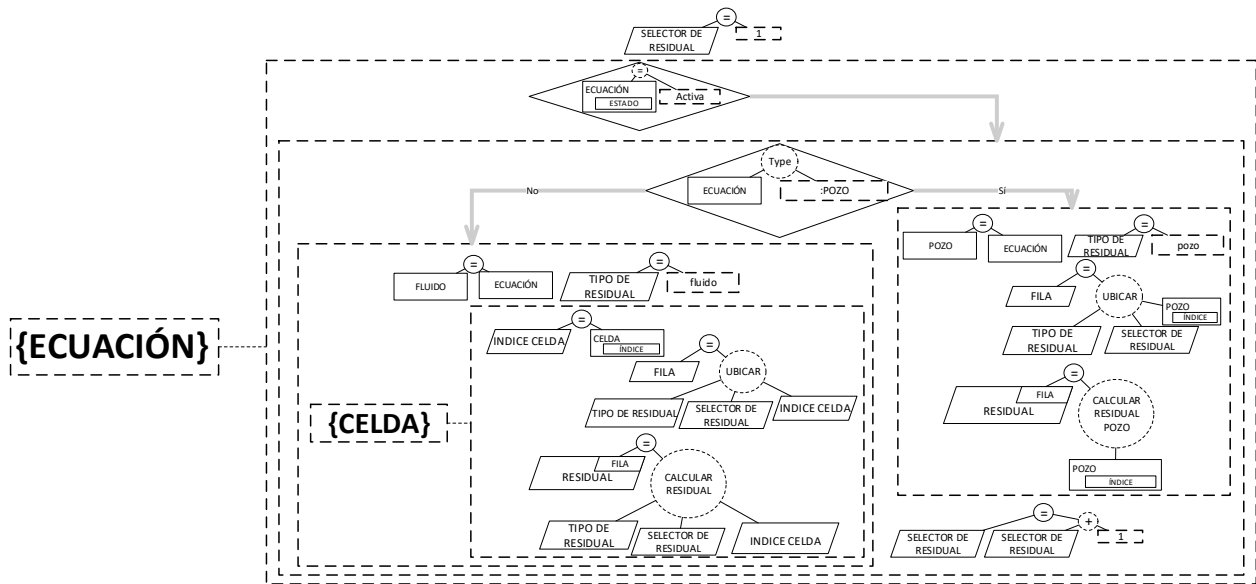 =
SELECTOR DE
RESIDUAL
1
=
ECUACIÓN
ESTADO
Activa
Type
ECUACIÓN
:POZO
No
Sí
=
POZO
ECUACIÓN
=
TIPO DE
RESIDUAL
pozo
=
FILA
UBICAR
POZO
ÍNDICE
TIPO DE
RESIDUAL
SELECTOR DE
RESIDUAL
=
FILA
RESIDUAL
CALCULAR
RESIDUAL
POZO
POZO
ÍNDICE
=
FLUIDO
ECUACIÓN
=
TIPO DE
RESIDUAL
fluido
{ECUACIÓN}
{CELDA}
=
INDICE CELDA
CELDA
ÍNDICE
=
FILA
UBICAR
TIPO DE RESIDUAL
SELECTOR DE
RESIDUAL
INDICE CELDA
=
FILA
RESIDUAL
CALCULAR
RESIDUAL
TIPO DE
RESIDUAL
SELECTOR DE
RESIDUAL
INDICE CELDA
=
SELECTOR DE
RESIDUAL
SELECTOR DE
RESIDUAL
+
1